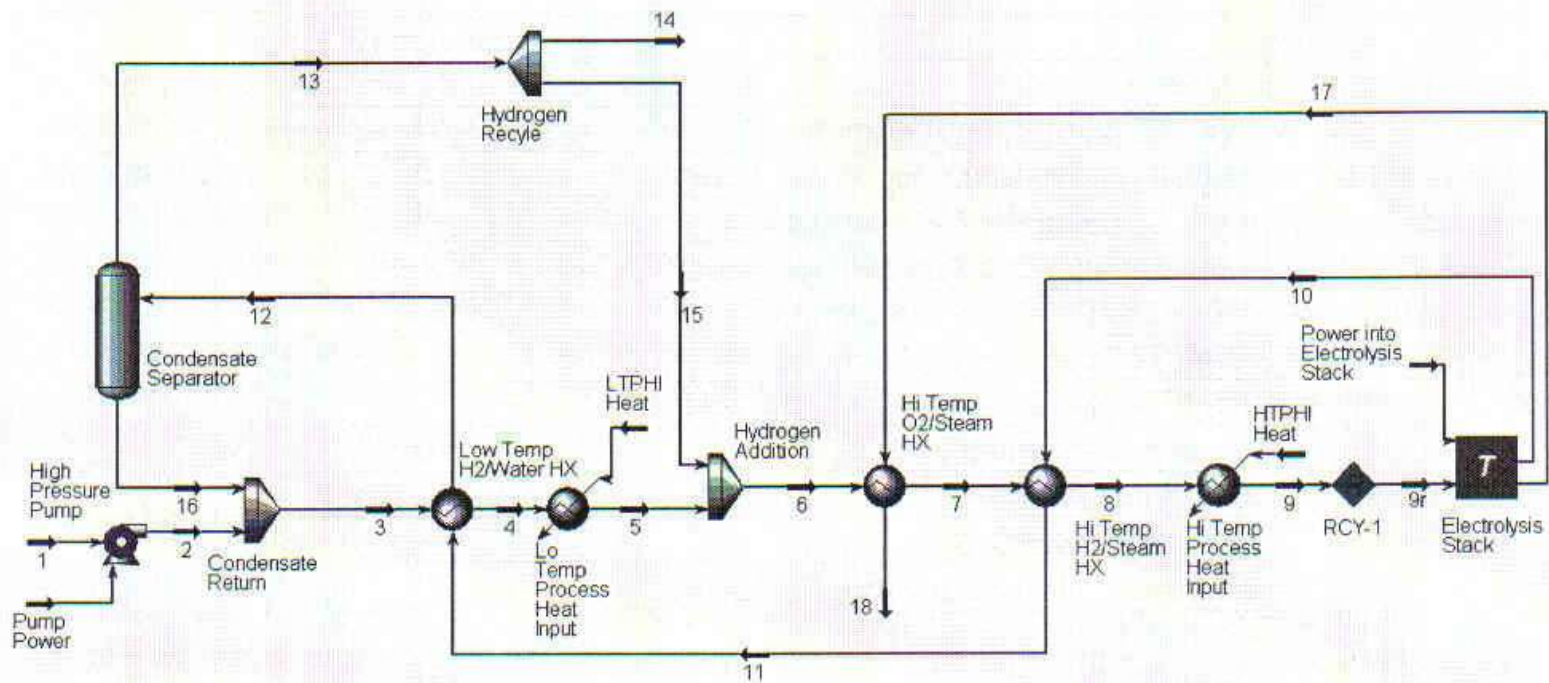 14
13
17
Hydrogen
Recyle
10
12
15
Power into
Electrolysis
Stack
Condensate
Separator
LTPHI
Heat
Hi Temp
O2/Steam
HX
HTPHI
Heat
Hydrogen
Addition
Low Temp
H2/Water HX
High
Pressure
Pump
T
16
3
4
5
6
7
8
9
9r
1
2
Condensate
Return
Lo
Temp
Process
Heat
Input
Hi Temp
H2/Steam
HX
Hi Temp
Process
Heat
Input
RCY-1
Electrolysis
Stack
18
Pump
Power
11